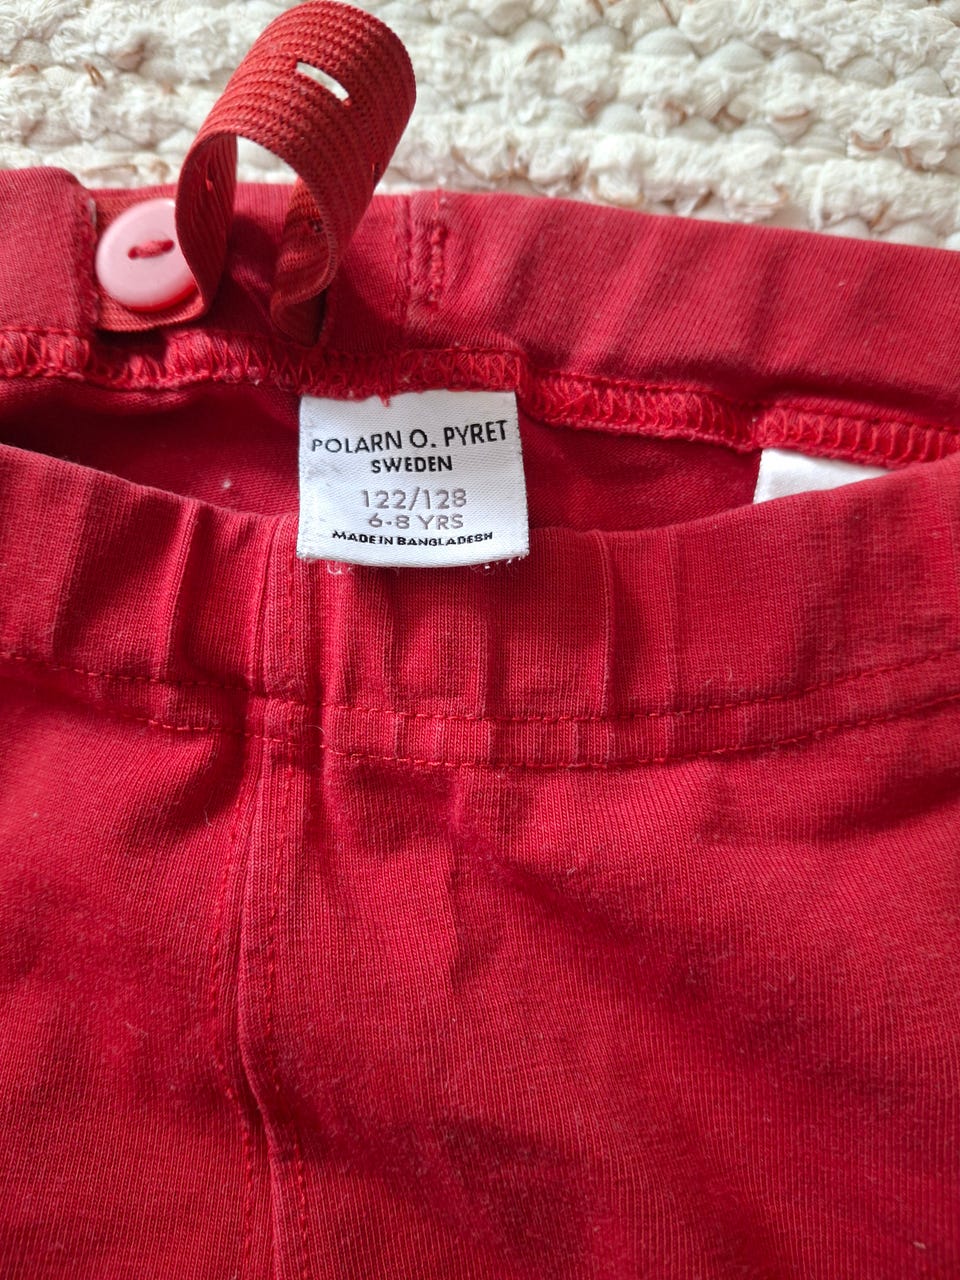 POLARN O. PYRET
SWEDEN
122/128
6-8 YRS
MADE IN BANGLADESH